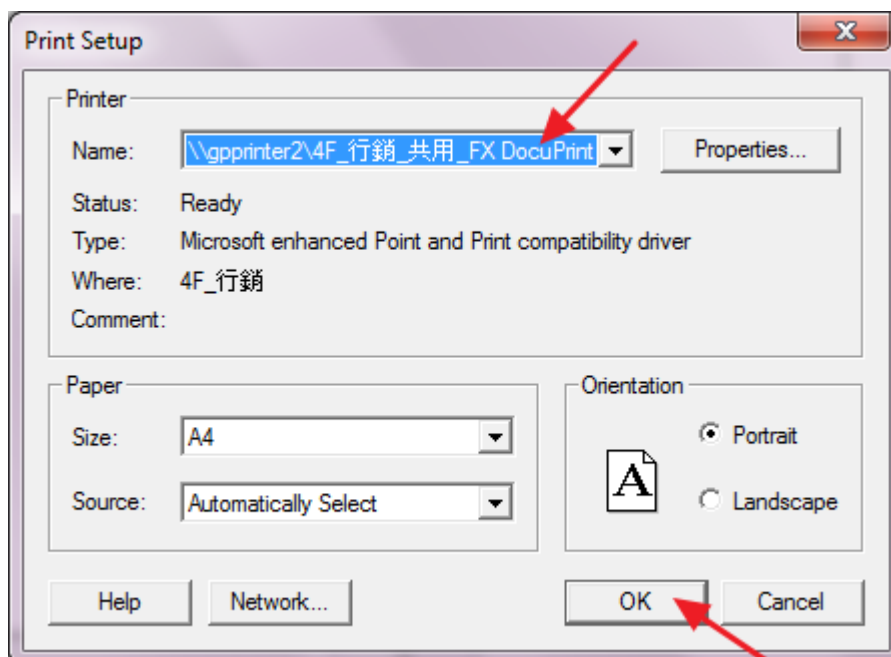 Print Setup
Printer
Name: \\gpprinter2\4F_行銷_共用_FX DocuPrint Properties...
Status: Ready
Type: Microsoft enhanced Point and Print compatibility driver
Where: 4F_行銷
Comment:
Paper
Size: A4
Source: Automatically Select
Orientation
A
Portrait
Landscape
Help Network... OK Cancel